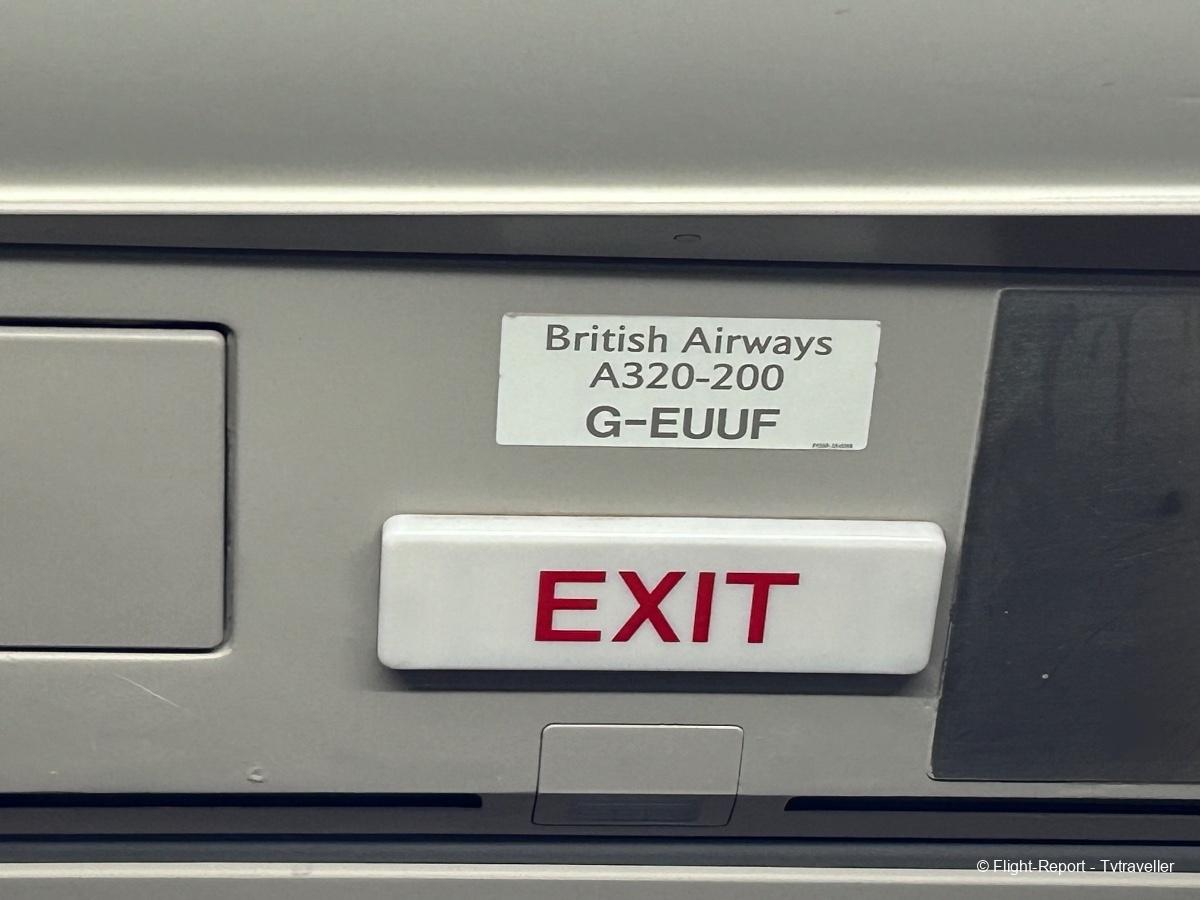 British Airways
A320-200
G-EUUF
EXIT
© Flight-Report - Tytraveller